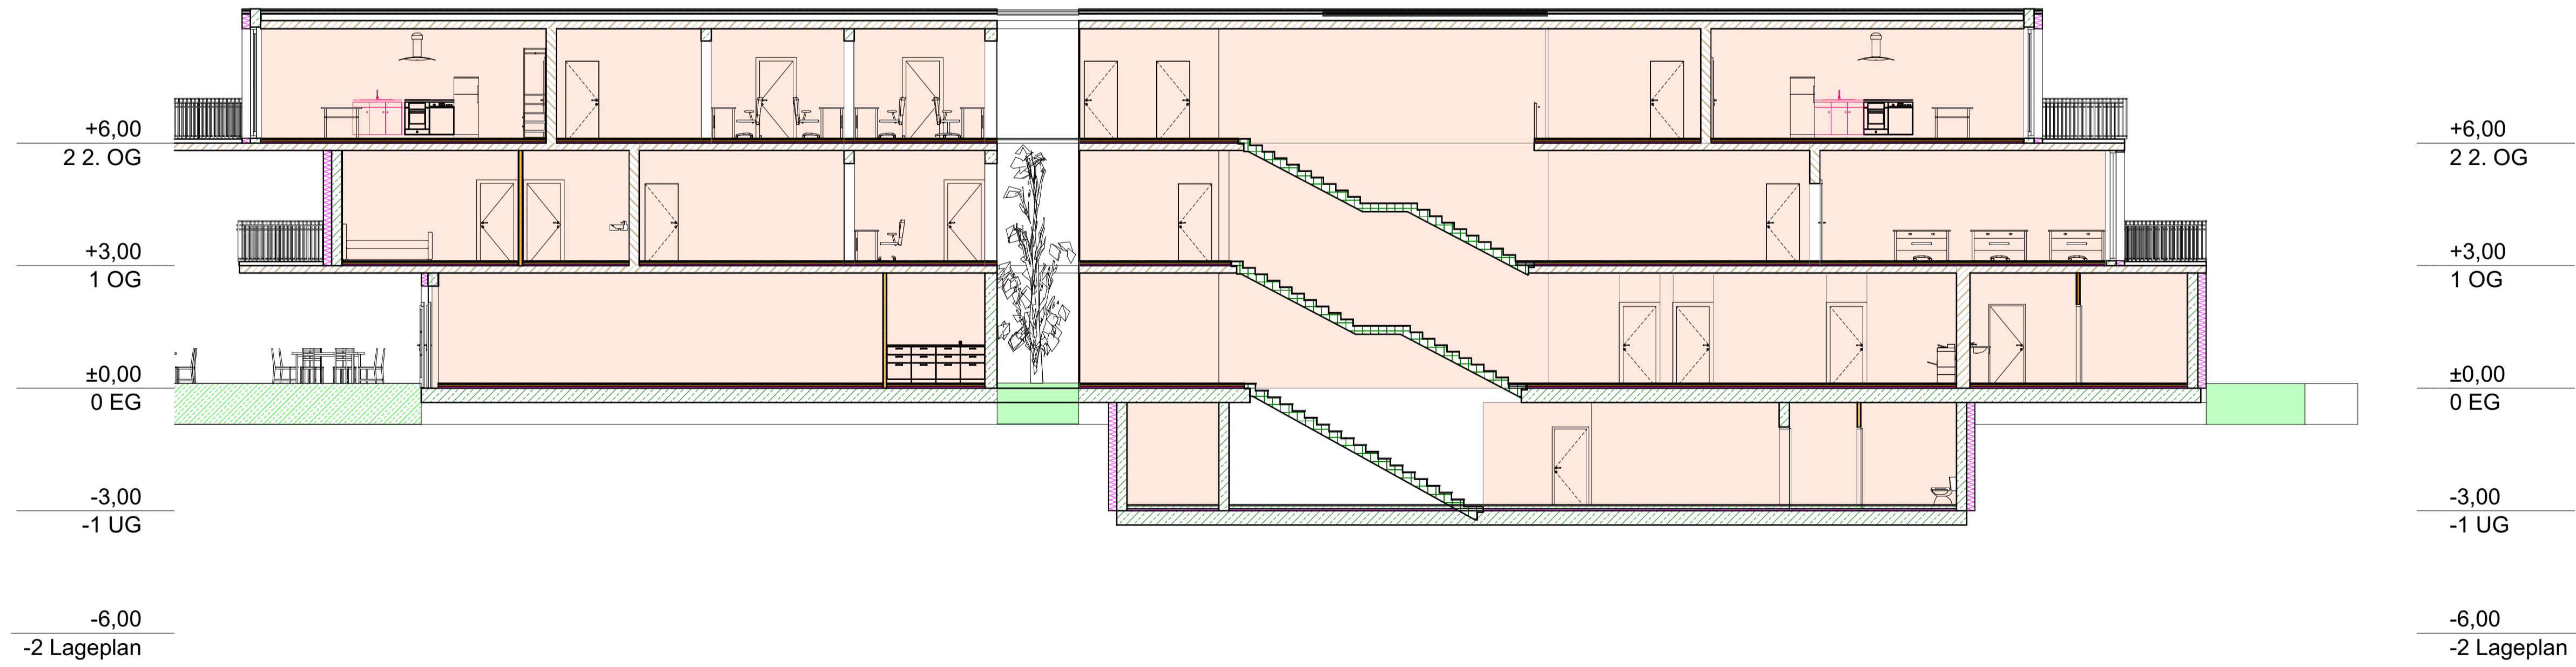 +6,00
2 2. OG
+3,00
1 OG
±0,00
0 EG
-3,00
-1 UG
-6,00
-2 Lageplan
+6,00
2 2. OG
+3,00
1 OG
±0,00
0 EG
-3,00
-1 UG
-6,00
-2 Lageplan